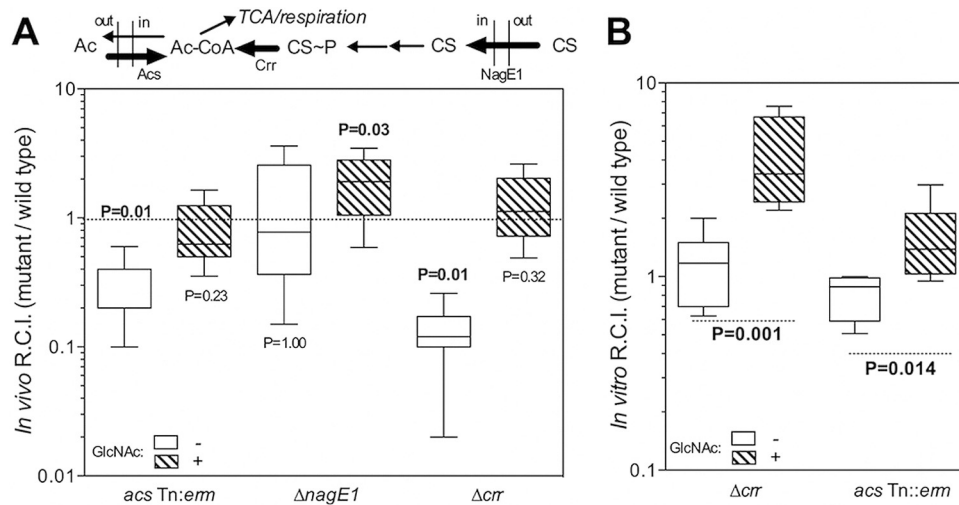 A
TCA/respiration
out in
Ac Ac-CoA CS~P CS CS
Acs Crr NagE1
in out
In vivo R.C.I. (mutant / wild type)
10
1
0.1
0.01
P=0.01
P=0.23
P=1.00
P=0.03
P=0.01
P=0.32
GlcNAc: -
+
acs Tn:erm ΔnagE1 Δcrr
B
In vitro R.C.I. (mutant / wild type)
10
1
0.1
P=0.001
P=0.014
GlcNAc: -
+
Δcrr acs Tn::erm